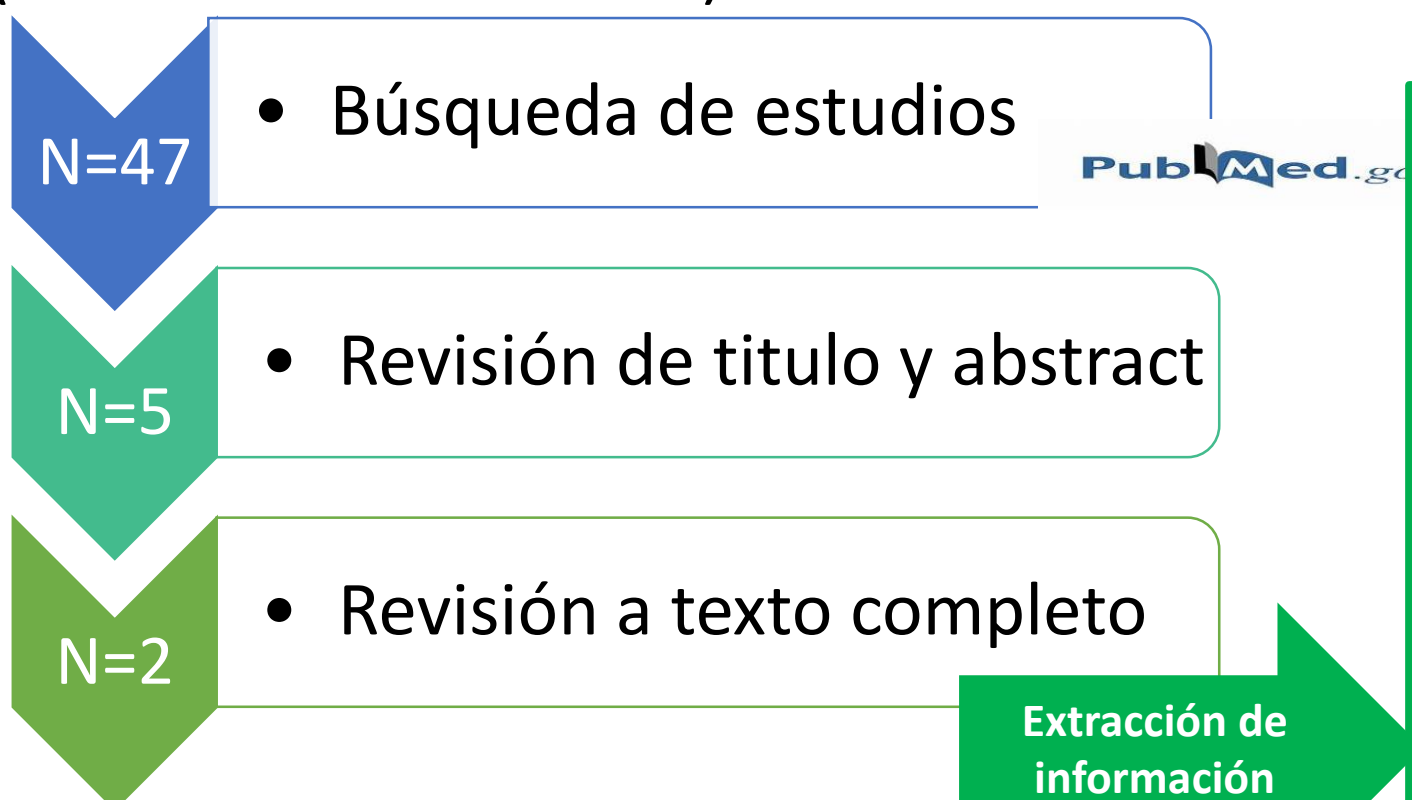 N=47
• Búsqueda de estudios
PubMed.go
N=5
• Revisión de titulo y abstract
N=2
• Revisión a texto completo
Extracción de
información